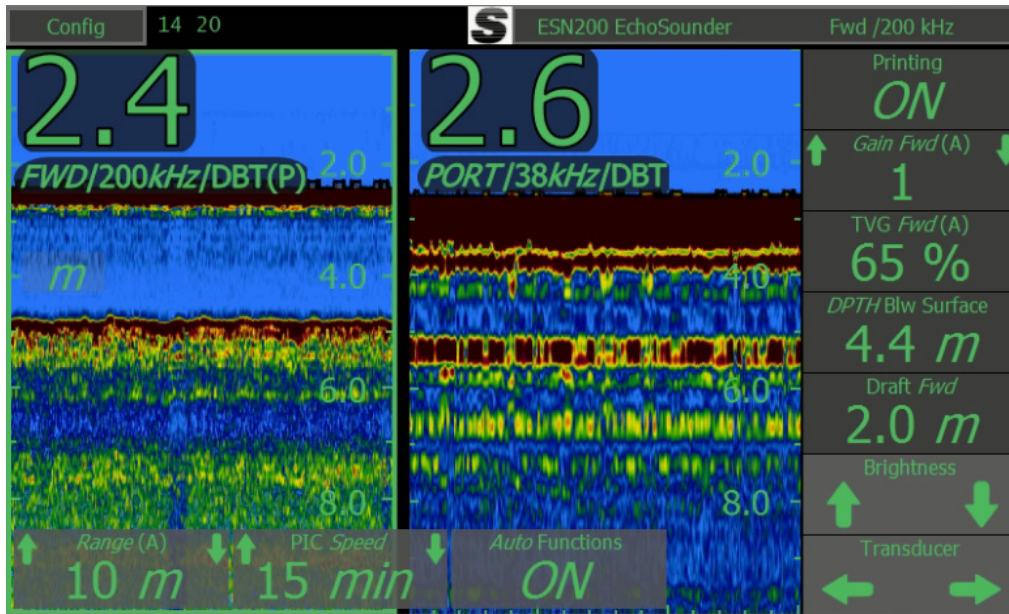 Config
14 20
S
ESN200 EchoSounder
Fwd /200 kHz
2.4
FWD/200kHz/DBT(P)
2.0
m
4.0
6.0
8.0
2.6
PORT/38kHz/DBT
2.0
4.0
6.0
8.0
Printing
ON
Gain Fwd (A)
1
TVG Fwd (A)
65 %
DPTH Blw Surface
4.4 m
Draft Fwd
2.0 m
Brightness
Transducer
Range (A)
10 m
PIC Speed
15 min
Auto Functions
ON